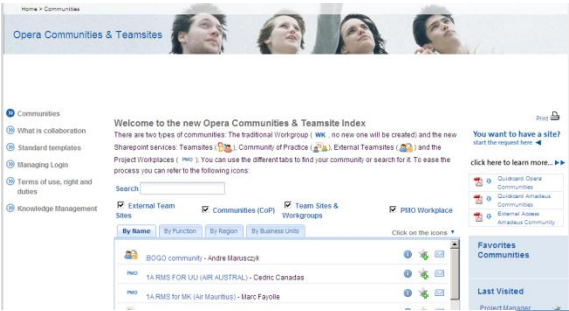 Home > Communities
Opera Communities & Teamsites
Communities
What is collaboration
Standard templates
Managing Login
Terms of use, right and
duties
Knowledge Management
Print
Welcome to the new Opera Communities & Teamsite Index
There are two types of communities: The traditional Workgroup ( WK , no new one will be created) and the new
Sharepoint services: Teamsites ( ), Community of Practice ( ), External Teamsites ( ) and the
Project Workplaces ( PMO ). You can use the different tabs to find your community or search for it. To ease the
process you can refer to the following icons:
Search
External Team
Sites
Communities (CoP)
Team Sites &
Workgroups
PMO Workplace
By Name
By Function
By Region
By Business Units
Click on the icons
BOGO community - Andre Marusczyk
PMO 1A RMS FOR UU (AIR AUSTRAL) - Cedric Canadas
PMO 1A RMS for MK (Air Mauritius) - Marc Fayolle
You want to have a site?
start the request here
click here to learn more...
Quickcard Opera
Communities
Quickcard Amadeus
Communities
External Access
Amadeus Community
Favorites
Communities
Last Visited
Project Manager